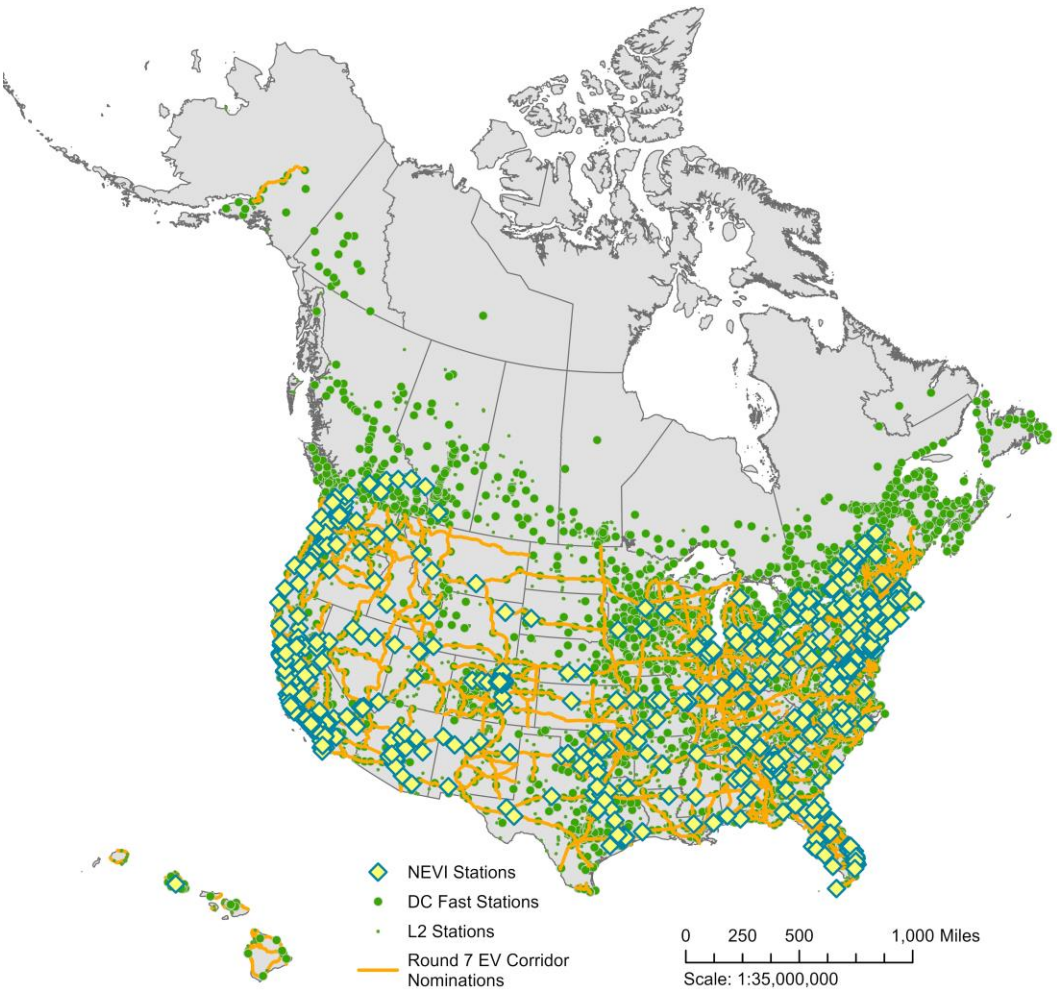 NEVI Stations
DC Fast Stations
L2 Stations
Round 7 EV Corridor
Nominations
0 250 500 1,000 Miles
Scale: 1:35,000,000